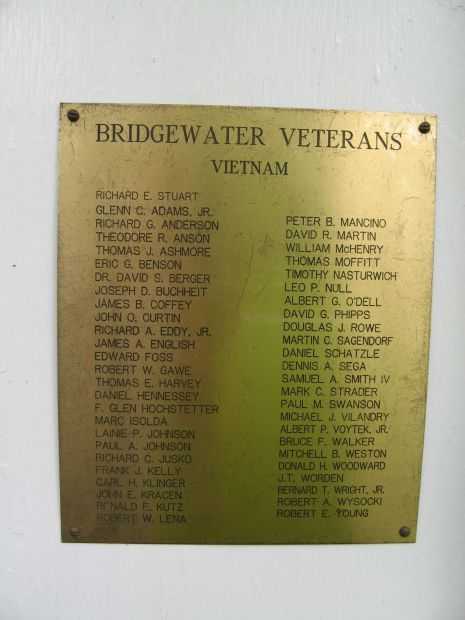 BRIDGEWATER VETERANS
VIETNAM
RICHARD E. STUART
GLENN C. ADAMS, JR.
RICHARD G. ANDERSON
THEODORE R. ANSON
THOMAS J. ASHMORE
ERIC G. BENSON
DR. DAVID S. BERGER
JOSEPH D. BUCHHEIT
JAMES B. COFFEY
JOHN O. CURTIN
RICHARD A. EDDY, JR.
JAMES A. ENGLISH
EDWARD FOSS
ROBERT W. GAWE
THOMAS E. HARVEY
DANIEL HENNESSEY
F. GLEN HOCHSTETTER
MARC ISOLDA
LAINIE P. JOHNSON
PAUL A. JOHNSON
RICHARD C. JUSKO
FRANK J. KELLY
CARL H. KLINGER
JOHN E. KRACEN
RENALD F. KUTZ
ROBERT W. LENA
PETER B. MANCINO
DAVID R. MARTIN
WILLIAM McHENRY
THOMAS MOFFITT
TIMOTHY NASTURWICH
LEO P. NULL
ALBERT G. O'DELL
DAVID G. PHIPPS
DOUGLAS J. ROWE
MARTIN C. SAGENDORF
DANIEL SCHATZLE
DENNIS A. SEGA
SAMUEL A. SMITH IV
MARK C. STRADER
PAUL M. SWANSON
MICHAEL J. VILANDRY
ALBERT P. VOYTEK, JR.
BRUCE F. WALKER
MITCHELL B. WESTON
DONALD H. WOODWARD
J.T. WORDEN
BERNARD T. WRIGHT, JR.
ROBERT A. WYSOCKI
ROBERT E. YOUNG